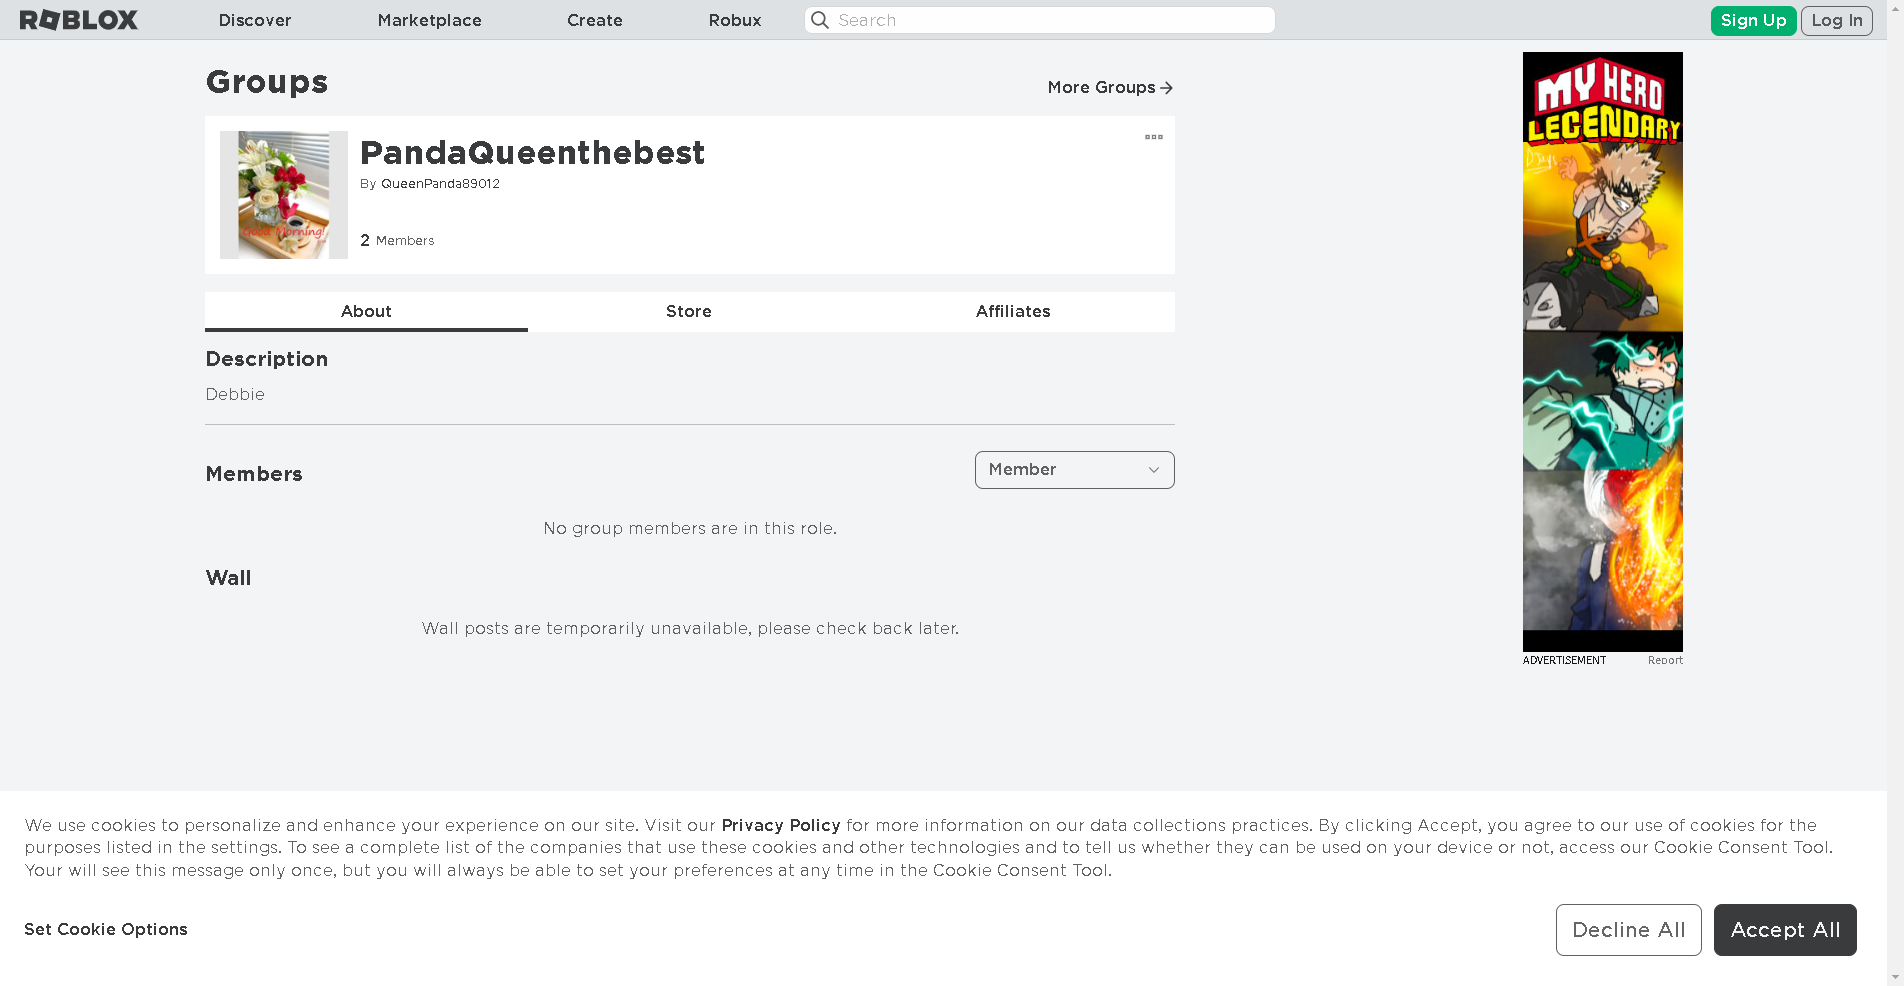 ROBLOX Discover Marketplace Create Robux Search Sign Up Log In
Groups
More Groups
PandaQueenthebest
By QueenPanda89012
Good Morning!
2 Members
About Store Affiliates
Description
Debbie
Members
Member
No group members are in this role.
Wall
Wall posts are temporarily unavailable, please check back later.
MY HERO
LEGENDARY
ADVERTISEMENT Report
We use cookies to personalize and enhance your experience on our site. Visit our Privacy Policy for more information on our data collections practices. By clicking Accept, you agree to our use of cookies for the
purposes listed in the settings. To see a complete list of the companies that use these cookies and other technologies and to tell us whether they can be used on your device or not, access our Cookie Consent Tool.
Your will see this message only once, but you will always be able to set your preferences at any time in the Cookie Consent Tool.
Set Cookie Options
Decline All Accept All